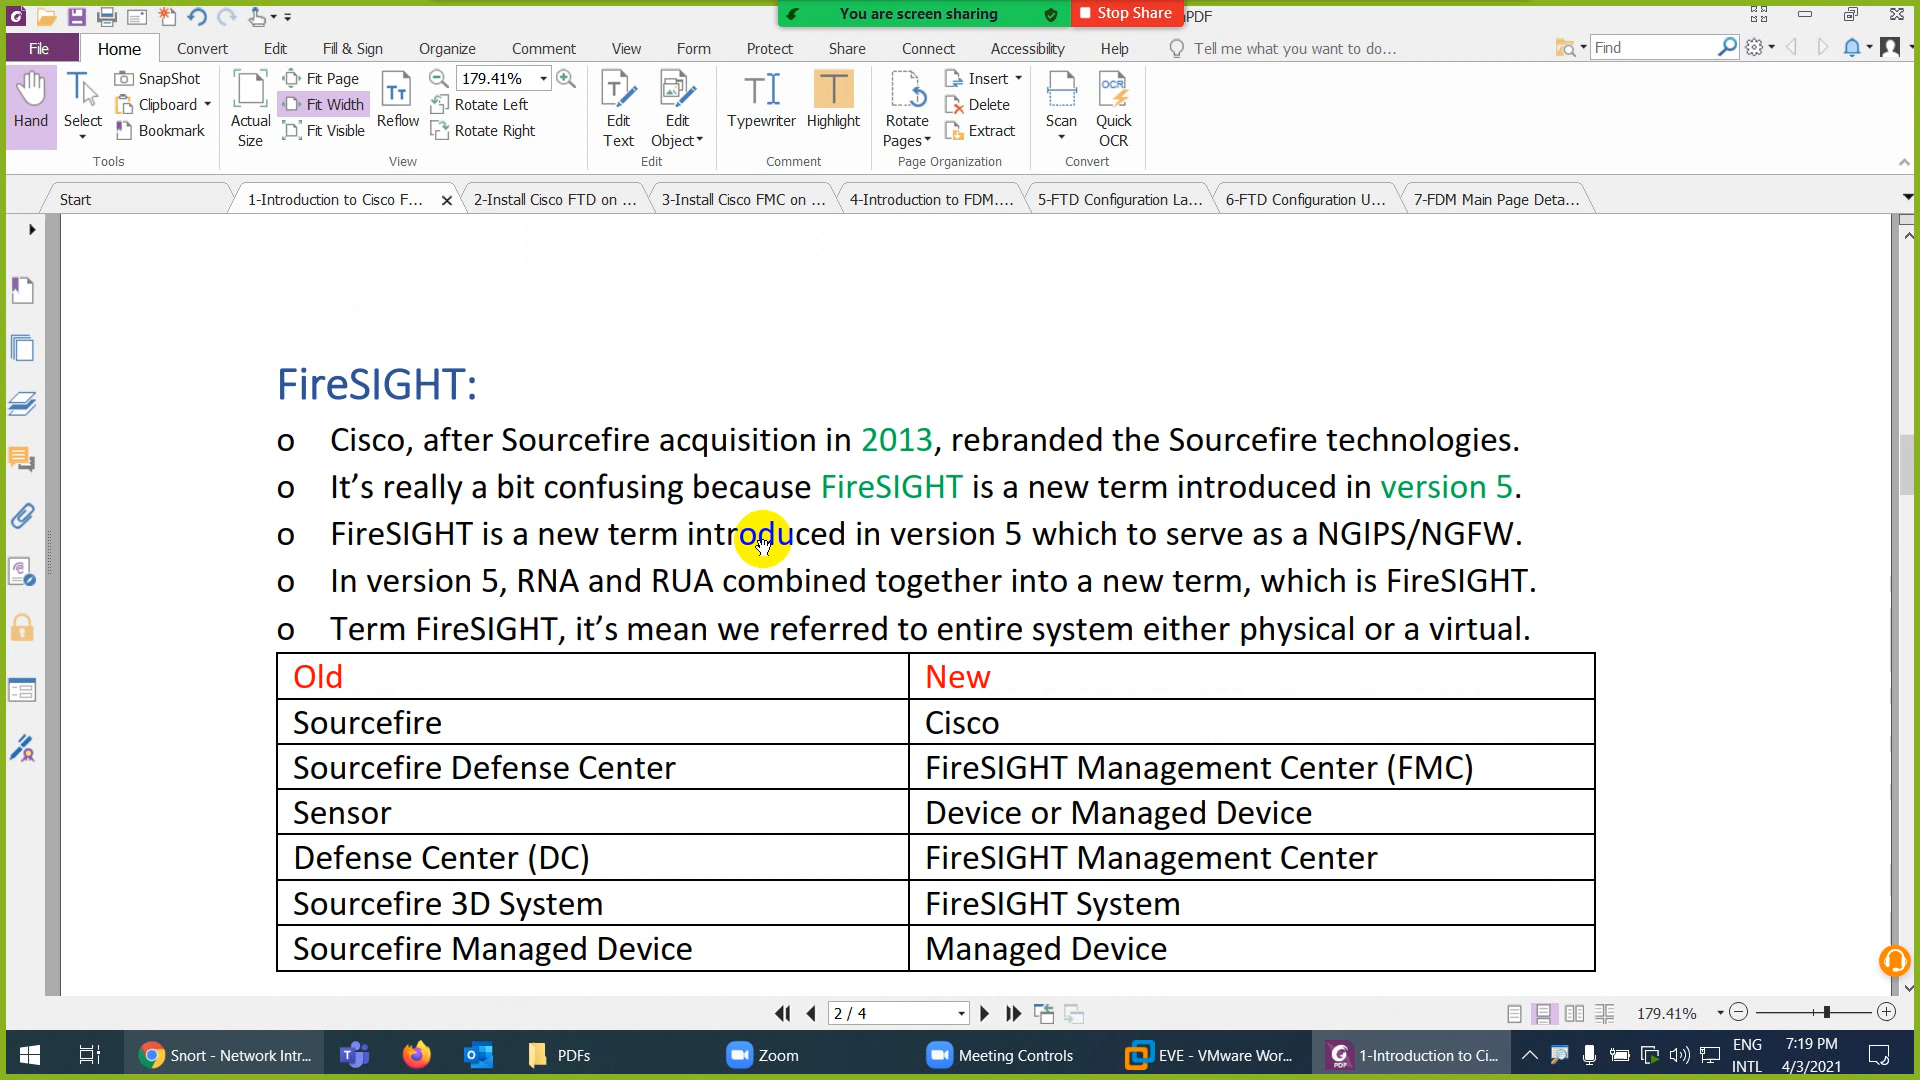 You are screen sharing
Stop Share
PDF
File
Home
Convert
Edit
Fill & Sign
Organize
Comment
View
Form
Protect
Share
Connect
Accessibility
Help
Tell me what you want to do...
Find
Hand
Select
SnapShot
Clipboard
Bookmark
Tools
Actual
Size
Fit Page
Fit Width
Fit Visible
Reflow
179.41%
Rotate Left
Rotate Right
View
Edit
Text
Edit
Object
Edit
Typewriter
Highlight
Comment
Rotate
Pages
Insert
Delete
Extract
Page Organization
Scan
Quick
OCR
Convert
Start
1-Introduction to Cisco F...
2-Install Cisco FTD on ...
3-Install Cisco FMC on ...
4-Introduction to FDM....
5-FTD Configuration La...
6-FTD Configuration U...
7-FDM Main Page Deta...
FireSIGHT:
o Cisco, after Sourcefire acquisition in 2013, rebranded the Sourcefire technologies.
o It's really a bit confusing because FireSIGHT is a new term introduced in version 5.
o FireSIGHT is a new term introduced in version 5 which to serve as a NGIPS/NGFW.
o In version 5, RNA and RUA combined together into a new term, which is FireSIGHT.
o Term FireSIGHT, it's mean we referred to entire system either physical or a virtual.
Old New
Sourcefire Cisco
Sourcefire Defense Center FireSIGHT Management Center (FMC)
Sensor Device or Managed Device
Defense Center (DC) FireSIGHT Management Center
Sourcefire 3D System FireSIGHT System
Sourcefire Managed Device Managed Device
2 / 4
179.41%
Snort - Network Intr...
PDFs
Zoom
Meeting Controls
EVE - VMware Wor...
1-Introduction to Ci...
ENG
INTL
7:19 PM
4/3/2021